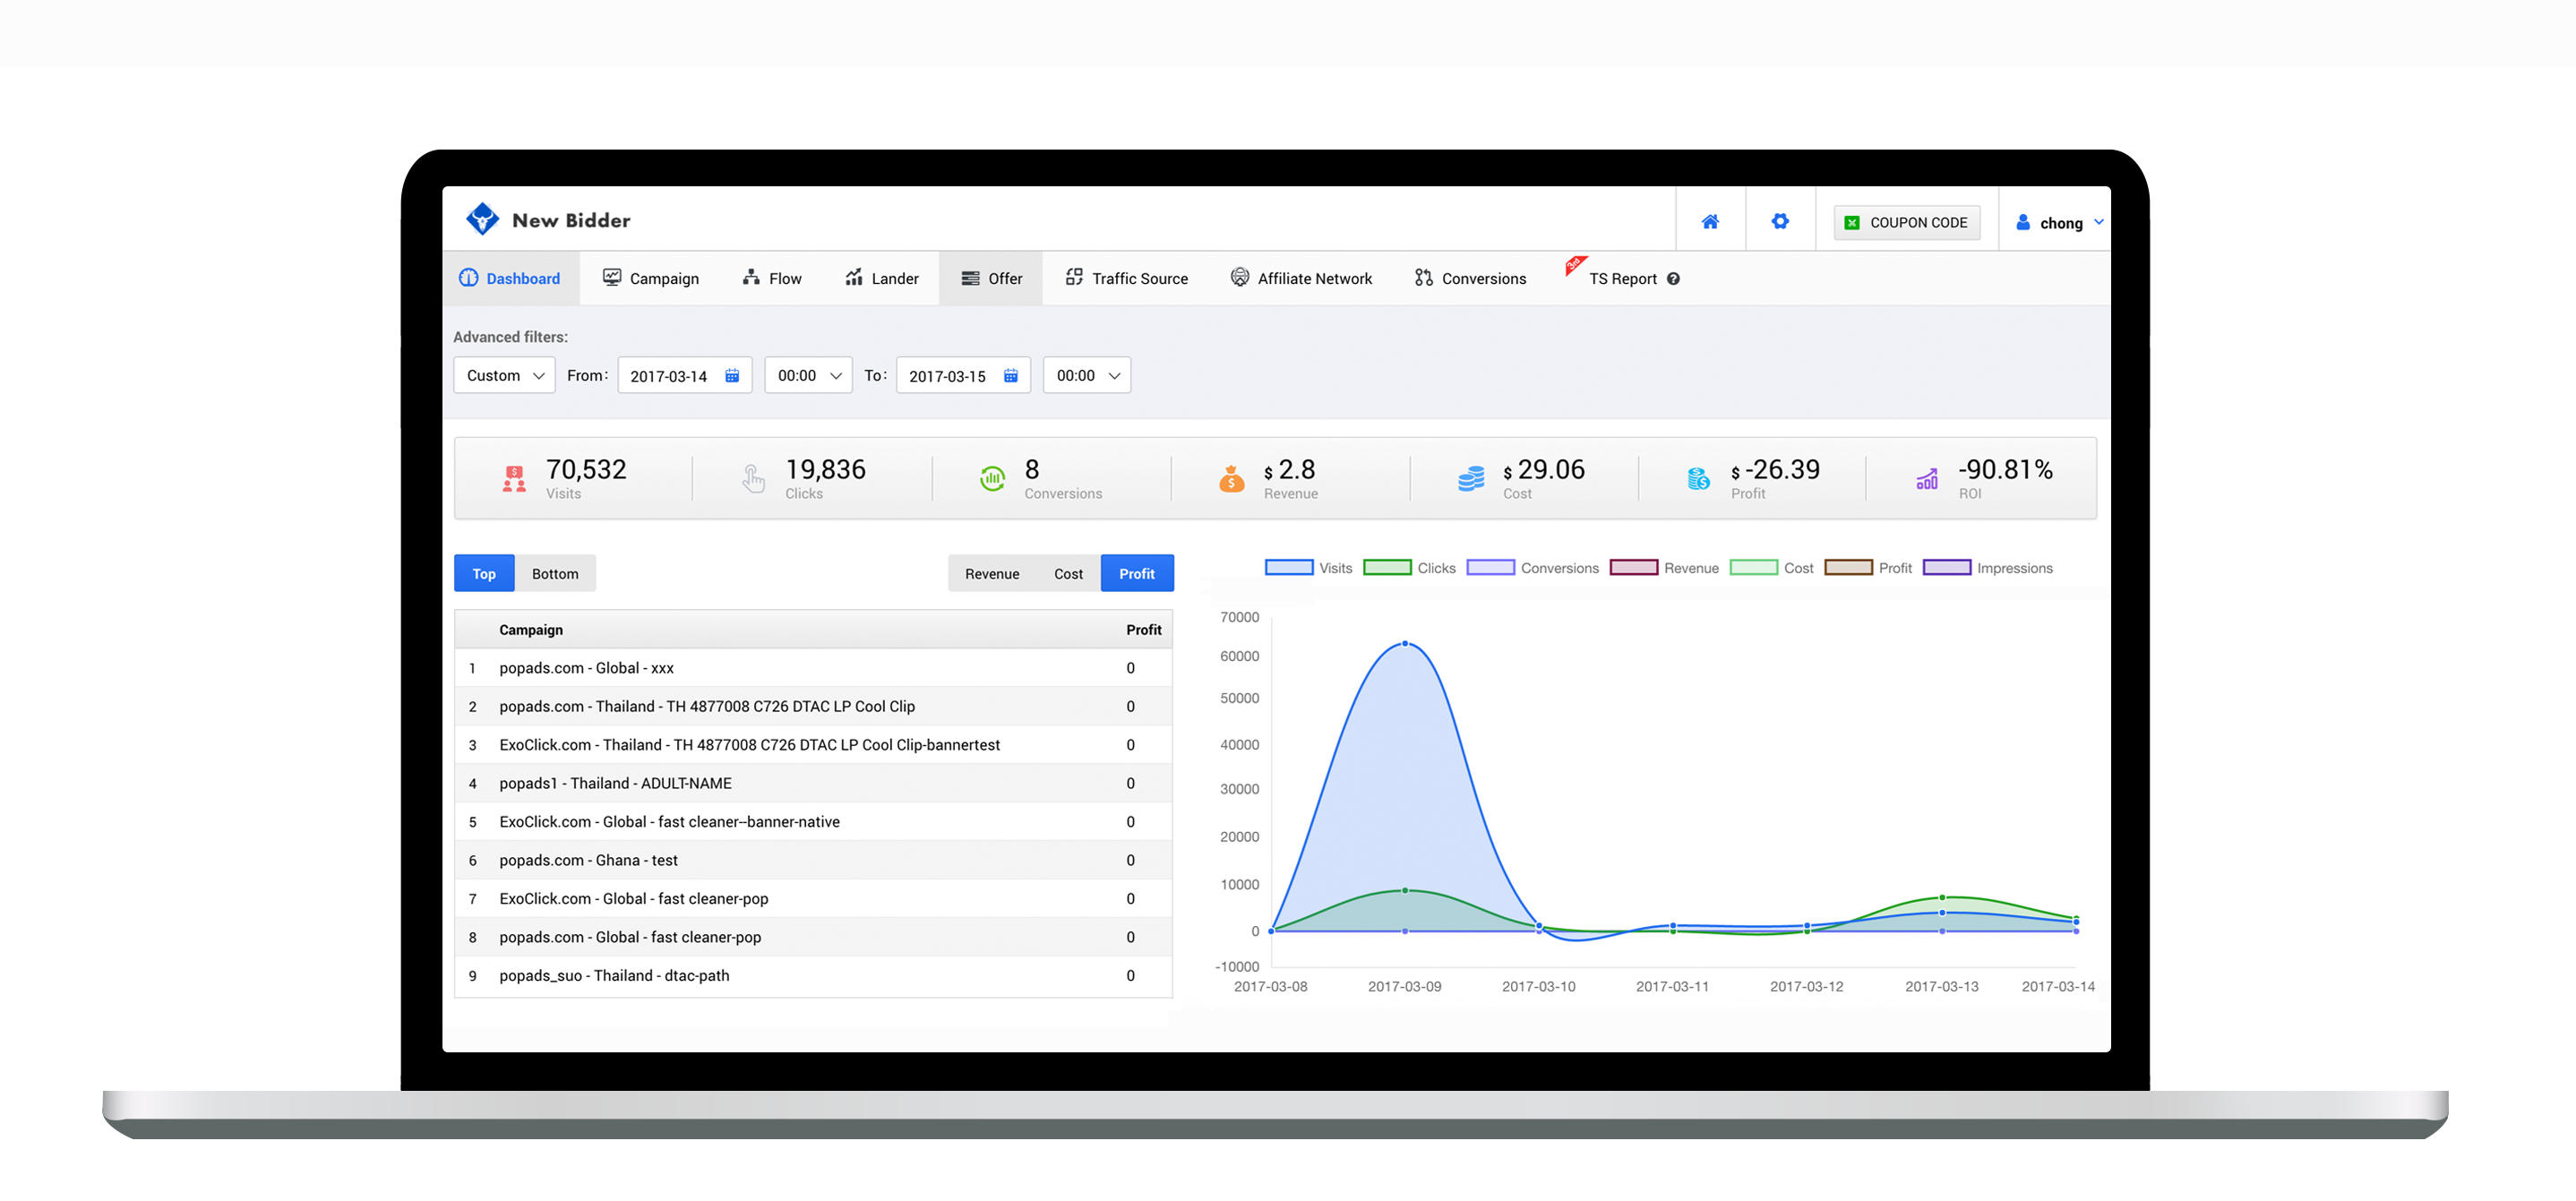 New Bidder
COUPON CODE
chong
Dashboard Campaign Flow Lander Offer Traffic Source Affiliate Network Conversions 3rd TS Report ?
Advanced filters:
Custom From: 2017-03-14 00:00 To: 2017-03-15 00:00
70,532 19,836 8 $ 2.8 $ 29.06 $ -26.39 -90.81%
Visits Clicks Conversions Revenue Cost Profit ROI
Top Bottom Revenue Cost Profit
Campaign Profit
1 popads.com - Global - xxx 0
2 popads.com - Thailand - TH 4877008 C726 DTAC LP Cool Clip 0
3 ExoClick.com - Thailand - TH 4877008 C726 DTAC LP Cool Clip-bannertest 0
4 popads1 - Thailand - ADULT-NAME 0
5 ExoClick.com - Global - fast cleaner--banner-native 0
6 popads.com - Ghana - test 0
7 ExoClick.com - Global - fast cleaner-pop 0
8 popads.com - Global - fast cleaner-pop 0
9 popads_suo - Thailand - dtac-path 0
Visits Clicks Conversions Revenue Cost Profit Impressions
70000
60000
50000
40000
30000
20000
10000
0
-10000
2017-03-08 2017-03-09 2017-03-10 2017-03-11 2017-03-12 2017-03-13 2017-03-14